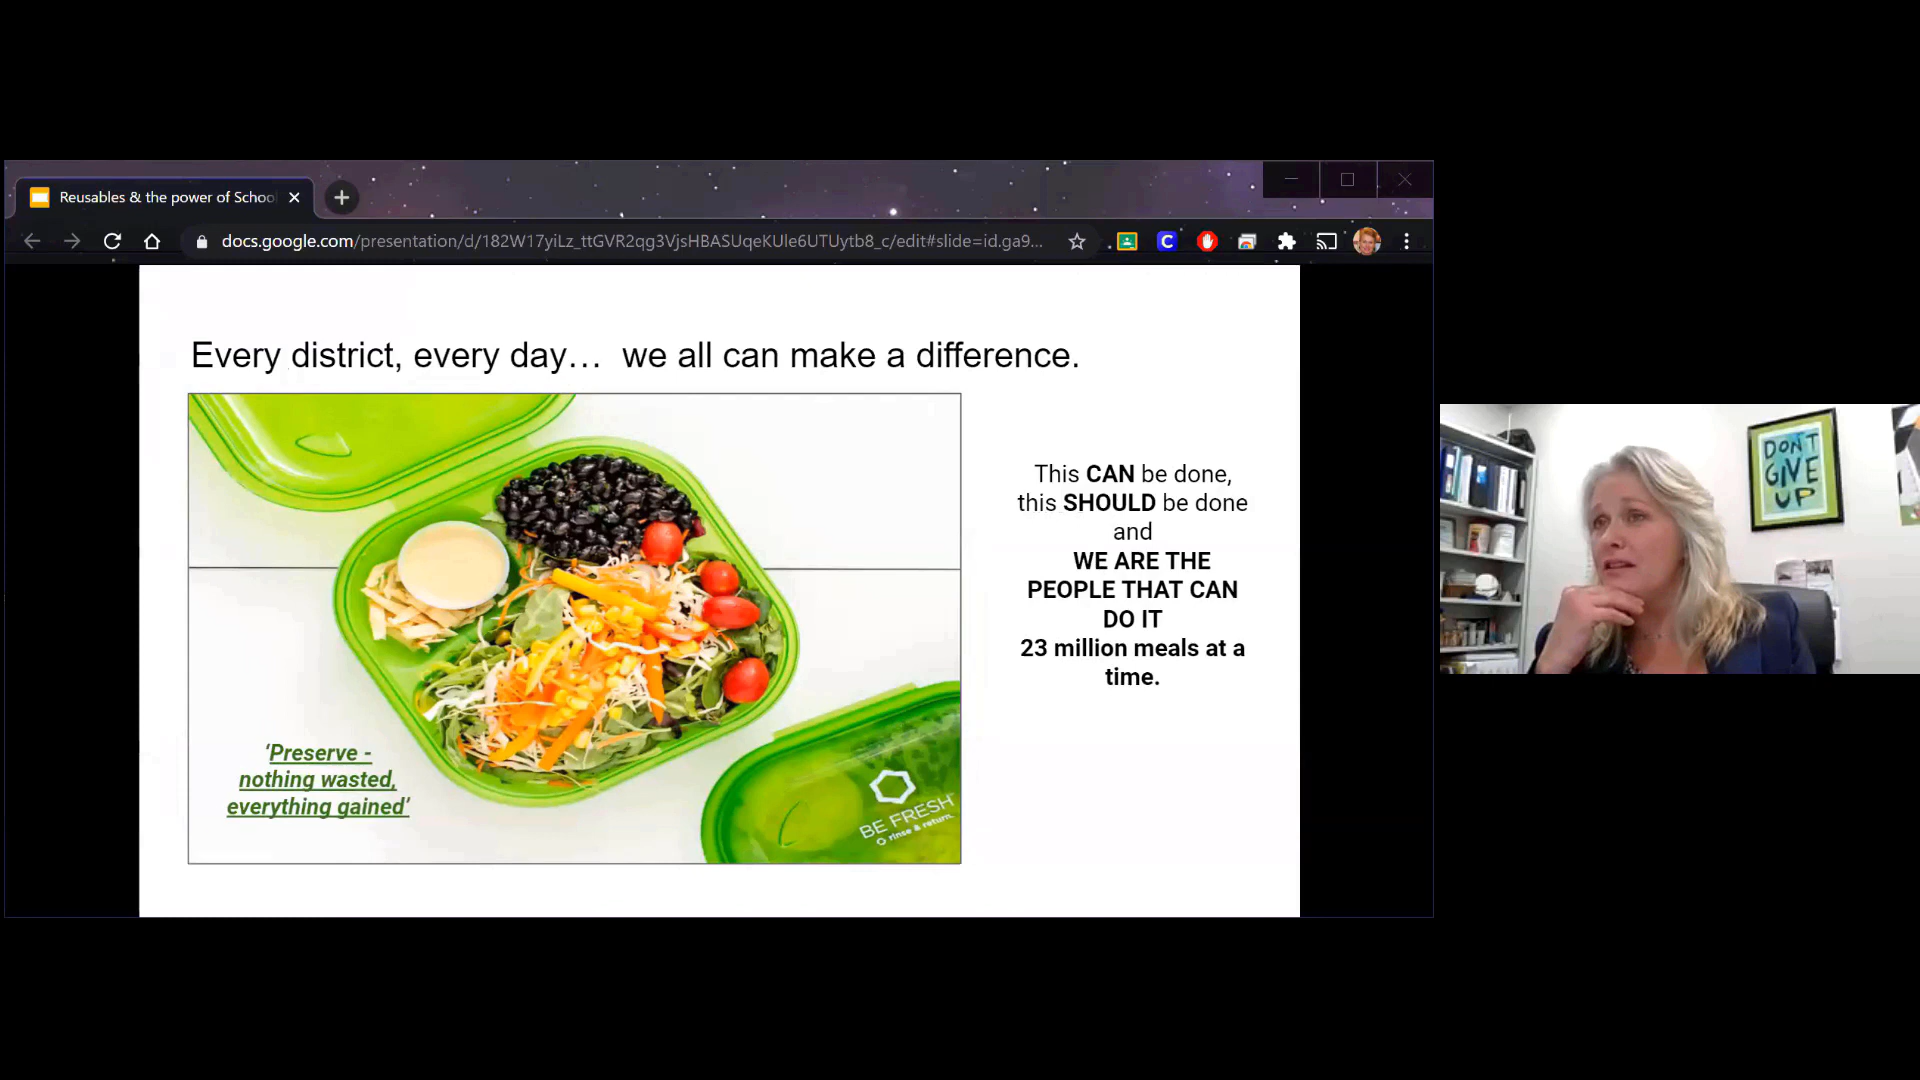 Reusables & the power of Schoo
docs.google.com/presentation/d/182W17yiLz_ttGVR2qg3VjsHBASUqeKUle6UTUytb8_c/edit#slide=id.ga9...
Every district, every day… we all can make a difference.
This CAN be done,
this SHOULD be done
and
WE ARE THE
PEOPLE THAT CAN
DO IT
23 million meals at a
time.
'Preserve -
nothing wasted,
everything gained'
BE FRESH
rinse & return.
DON'T
GIVE
UP